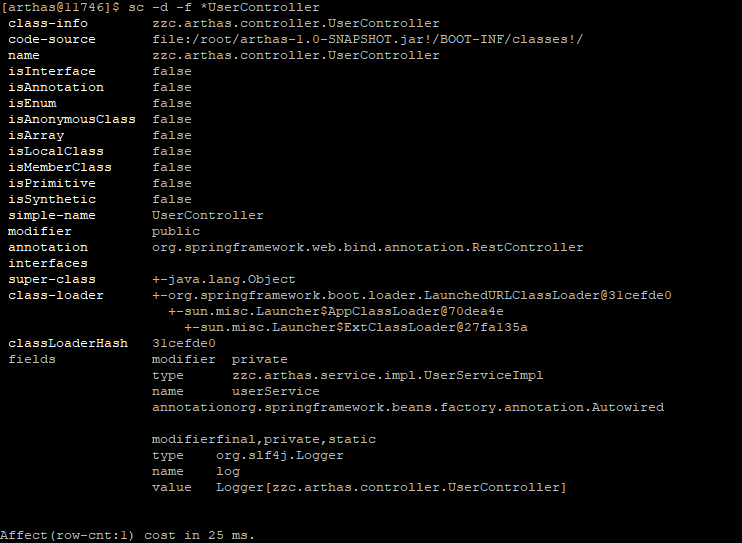 [arthas@11746]$ sc -d -f *UserController
class-info zzc.arthas.controller.UserController
code-source file:/root/arthas-1.0-SNAPSHOT.jar!/BOOT-INF/classes!/
name zzc.arthas.controller.UserController
isInterface false
isAnnotation false
isEnum false
isAnonymousClass false
isArray false
isLocalClass false
isMemberClass false
isPrimitive false
isSynthetic false
simple-name UserController
modifier public
annotation org.springframework.web.bind.annotation.RestController
interfaces
super-class +-java.lang.Object
class-loader +-org.springframework.boot.loader.LaunchedURLClassLoader@31cefde0
+-sun.misc.Launcher$AppClassLoader@70dea4e
+-sun.misc.Launcher$ExtClassLoader@27fa135a
classLoaderHash 31cefde0
fields modifier private
type zzc.arthas.service.impl.UserServiceImpl
name userService
annotationorg.springframework.beans.factory.annotation.Autowired
modifierfinal,private,static
type org.slf4j.Logger
name log
value Logger[zzc.arthas.controller.UserController]
Affect(row-cnt:1) cost in 25 ms.